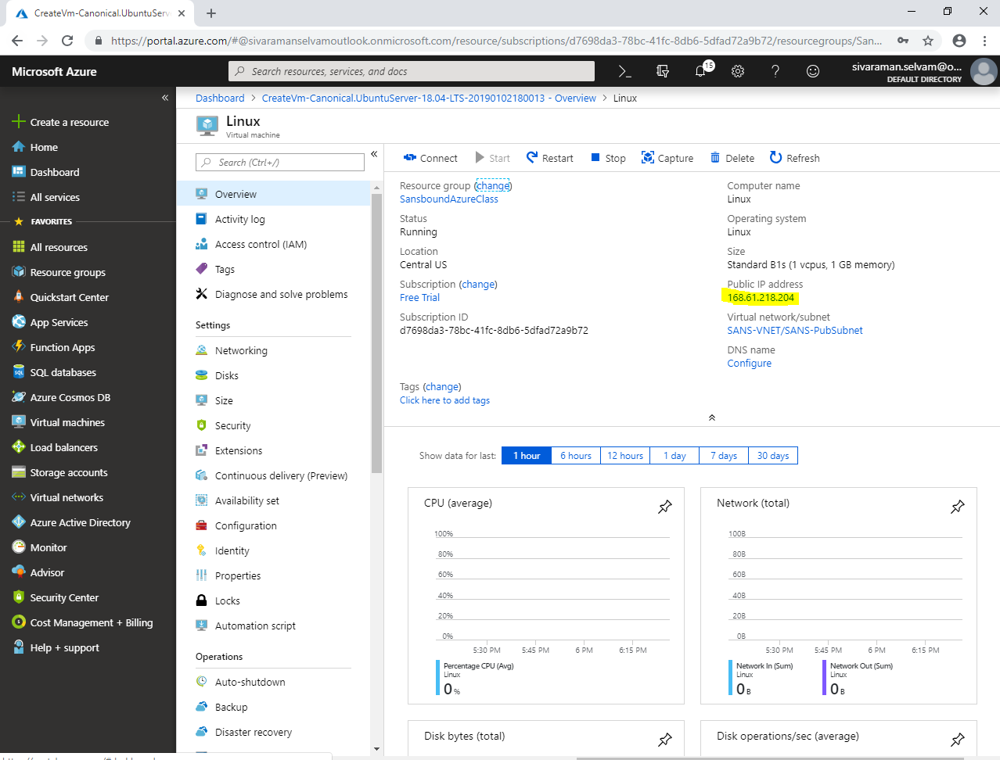 CreateVm-Canonical.UbuntuServ
https://portal.azure.com/#@sivaramanselvamoutlook.onmicrosoft.com/resource/subscriptions/d7698da3-78bc-41fc-8db6-5dfad72a9b72/resourcegroups/San...
Microsoft Azure
Search resources, services, and docs
15
sivaraman.selvam@o...
DEFAULT DIRECTORY
Dashboard > CreateVm-Canonical.UbuntuServer-18.04-LTS-20190102180013 - Overview > Linux
Linux
Virtual machine
Create a resource
Home
Dashboard
All services
FAVORITES
All resources
Resource groups
Quickstart Center
App Services
Function Apps
SQL databases
Azure Cosmos DB
Virtual machines
Load balancers
Storage accounts
Virtual networks
Azure Active Directory
Monitor
Advisor
Security Center
Cost Management + Billing
Help + support
Search (Ctrl+/)
Overview
Activity log
Access control (IAM)
Tags
Diagnose and solve problems
Settings
Networking
Disks
Size
Security
Extensions
Continuous delivery (Preview)
Availability set
Configuration
Identity
Properties
Locks
Automation script
Operations
Auto-shutdown
Backup
Disaster recovery
Connect Start Restart Stop Capture Delete Refresh
Resource group (change)
SansboundAzureClass
Status
Running
Location
Central US
Subscription (change)
Free Trial
Subscription ID
d7698da3-78bc-41fc-8db6-5dfad72a9b72
Computer name
Linux
Operating system
Linux
Size
Standard B1s (1 vcpus, 1 GB memory)
Public IP address
168.61.218.204
Virtual network/subnet
SANS-VNET/SANS-PubSubnet
DNS name
Configure
Tags (change)
Click here to add tags
Show data for last: 1 hour 6 hours 12 hours 1 day 7 days 30 days
CPU (average)
100%
80%
60%
40%
20%
0%
5:30 PM 5:45 PM 6 PM 6:15 PM
Percentage CPU (Avg)
Linux
0 %
Network (total)
100B
80B
60B
40B
20B
0B
5:30 PM 5:45 PM 6 PM 6:15 PM
Network In (Sum)
Linux
0 B
Network Out (Sum)
Linux
0 B
Disk bytes (total)
Disk operations/sec (average)